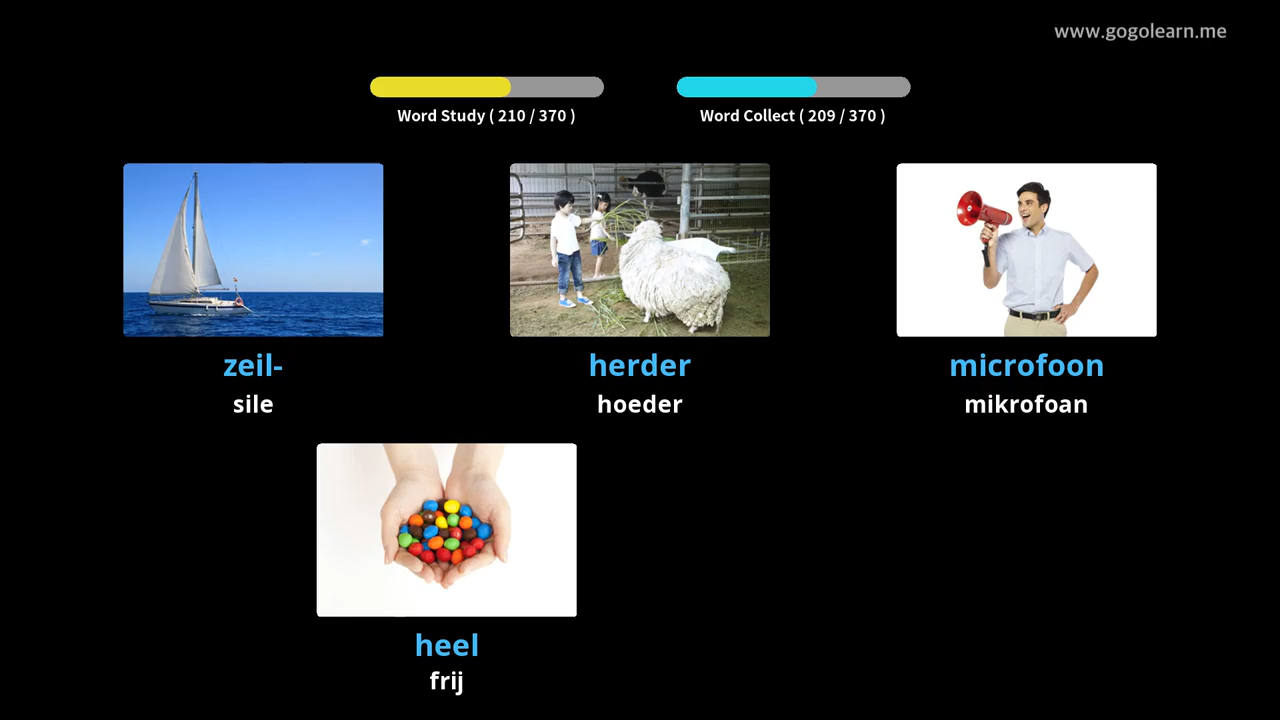 www.gogolearn.me
Word Study ( 210 / 370 )
Word Collect ( 209 / 370 )
zeil-
sile
herder
hoeder
microfoon
mikrofoan
heel
frij